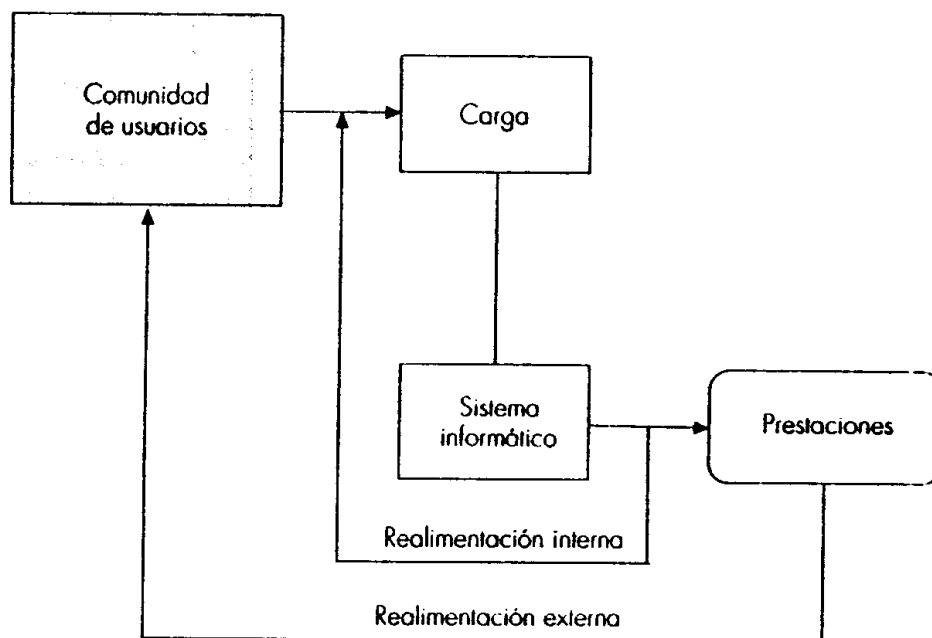 Comunidad
de usuarios
Carga
Sistema
informático
Prestaciones
Realimentación interna
Realimentación externa